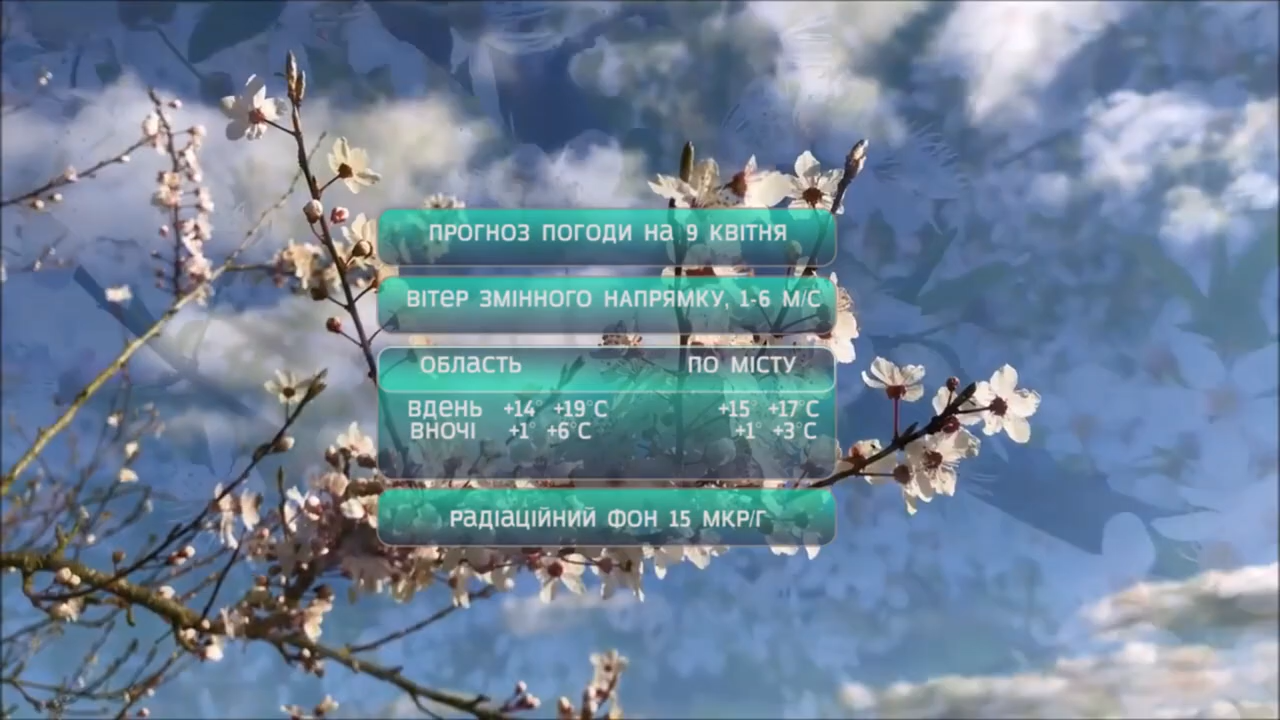 ПРОГНОЗ ПОГОДИ НА 9 КВІТНЯ
ВІТЕР ЗМІННОГО НАПРЯМКУ, 1-6 М/С
ОБЛАСТЬ ПО МІСТУ
ВДЕНЬ +14° +19°С +15° +17°С
ВНОЧІ +1° +6°С +1° +3°С
РАДІАЦІЙНИЙ ФОН 15 МКР/Г